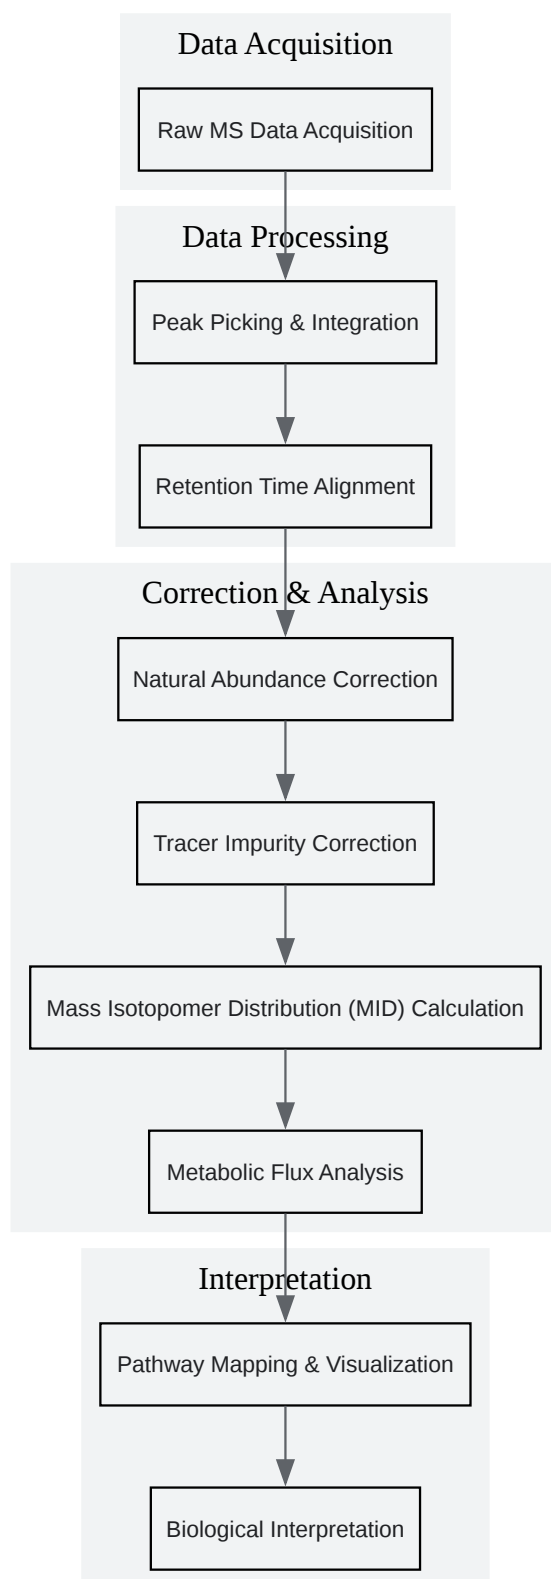 Data Acquisition
Raw MS Data Acquisition
Data Processing
Peak Picking & Integration
Retention Time Alignment
Correction & Analysis
Natural Abundance Correction
Tracer Impurity Correction
Mass Isotopomer Distribution (MID) Calculation
Metabolic Flux Analysis
Interpretation
Pathway Mapping & Visualization
Biological Interpretation